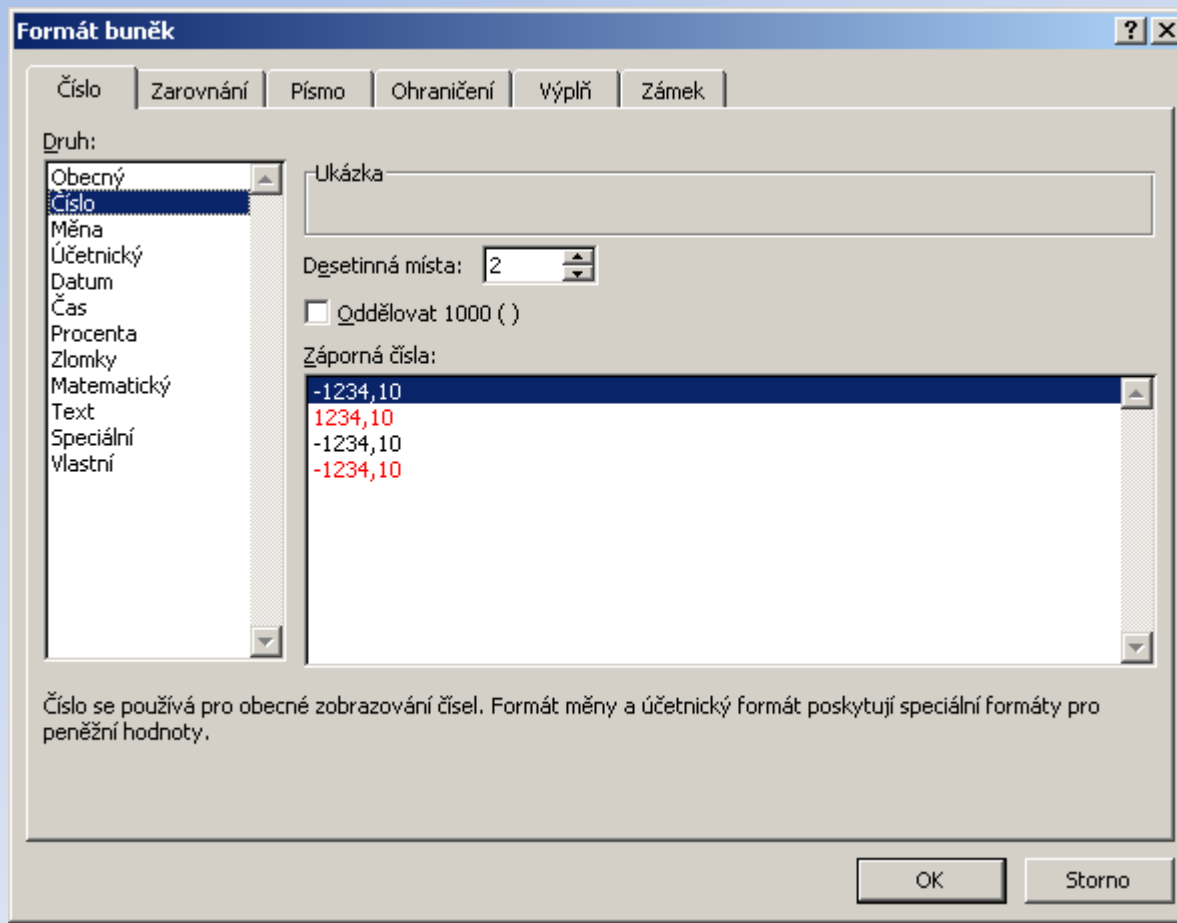 Formát buněk
Číslo Zarovnání Písmo Ohraničení Výplň Zámek
Druh:
Obecný
Číslo
Měna
Účetnický
Datum
Čas
Procenta
Zlomky
Matematický
Text
Speciální
Vlastní
Ukázka
Desetinná místa: 2
Oddělovat 1000 ( )
Záporná čísla:
-1234,10
1234,10
-1234,10
-1234,10
Číslo se používá pro obecné zobrazování čísel. Formát měny a účetnický formát poskytují speciální formáty pro
peněžní hodnoty.
OK Storno